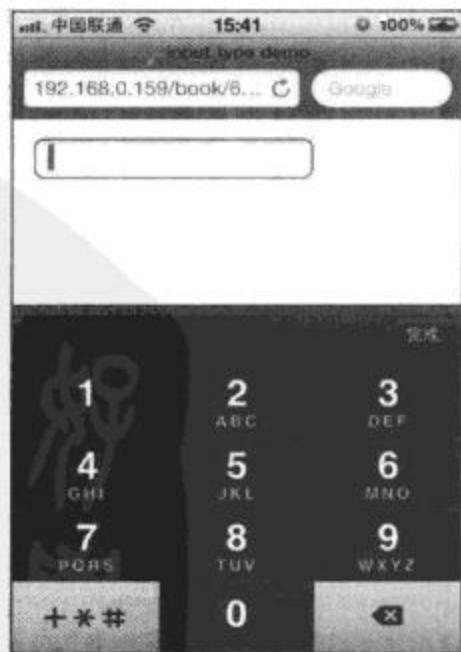 中国联通 15:41 100%
input type demo
192.168.0.159/book/6... Google
完成
1 2 3
ABC DEF
4 5 6
GHI JKL MNO
7 8 9
PQRS TUV WXYZ
+*# 0